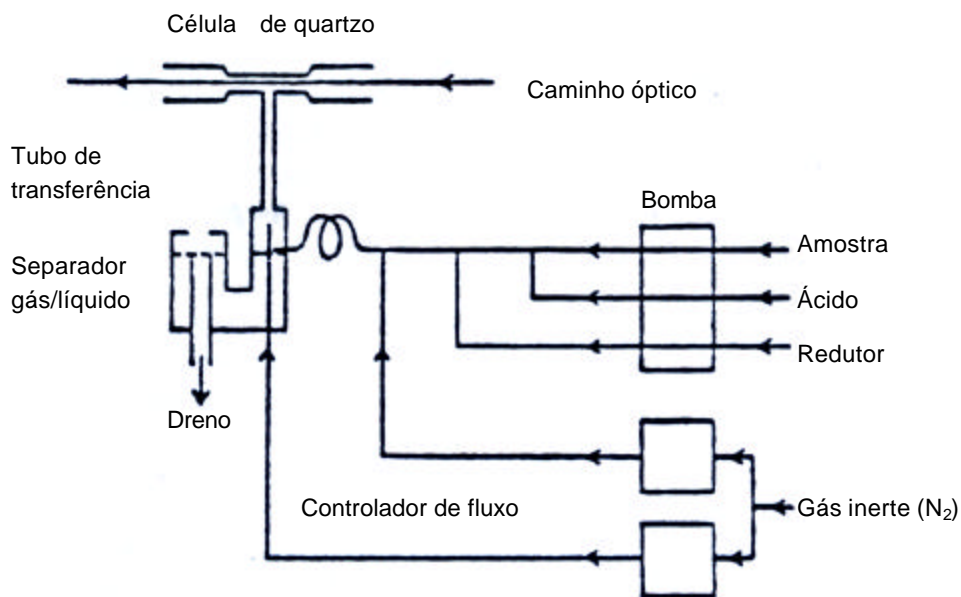 Célula de quartzo
Caminho óptico
Tubo de
transferência
Bomba
Amostra
Separador
gás/líquido
Ácido
Redutor
Dreno
Controlador de fluxo
Gás inerte (N₂)